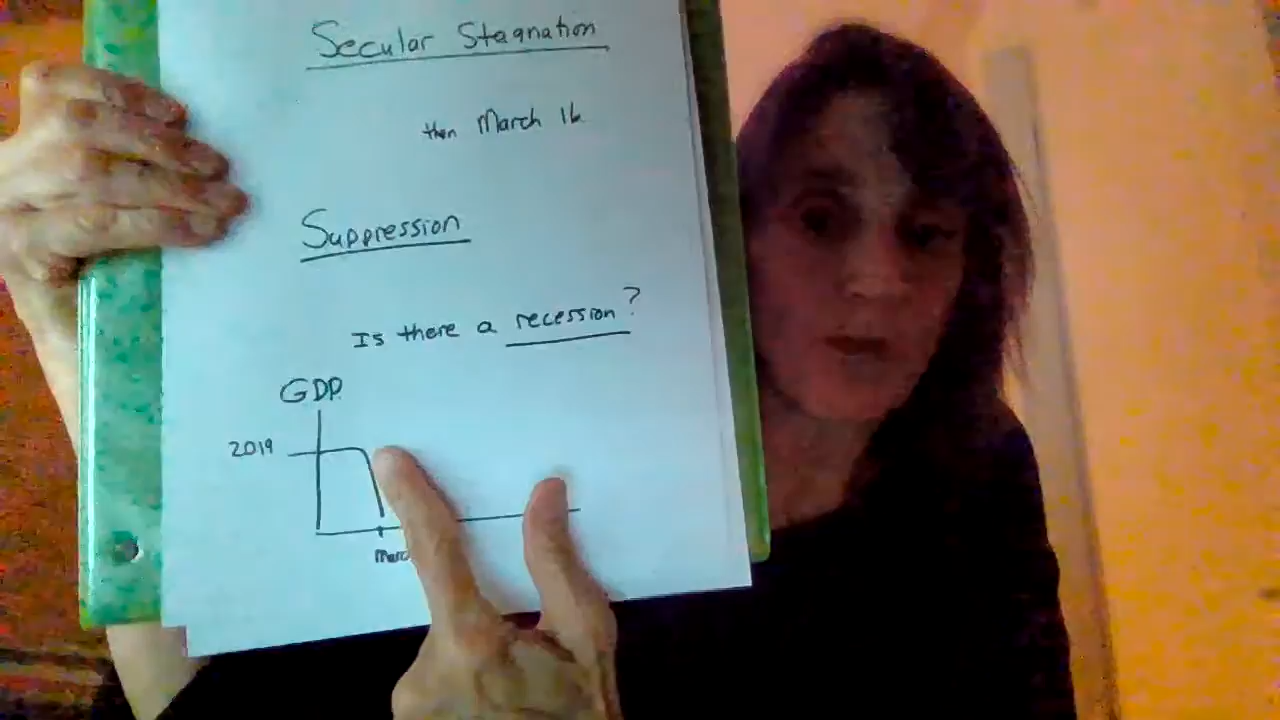 Secular Stagnation
then March 16
Suppression
Is there a recession?
GDP
2019